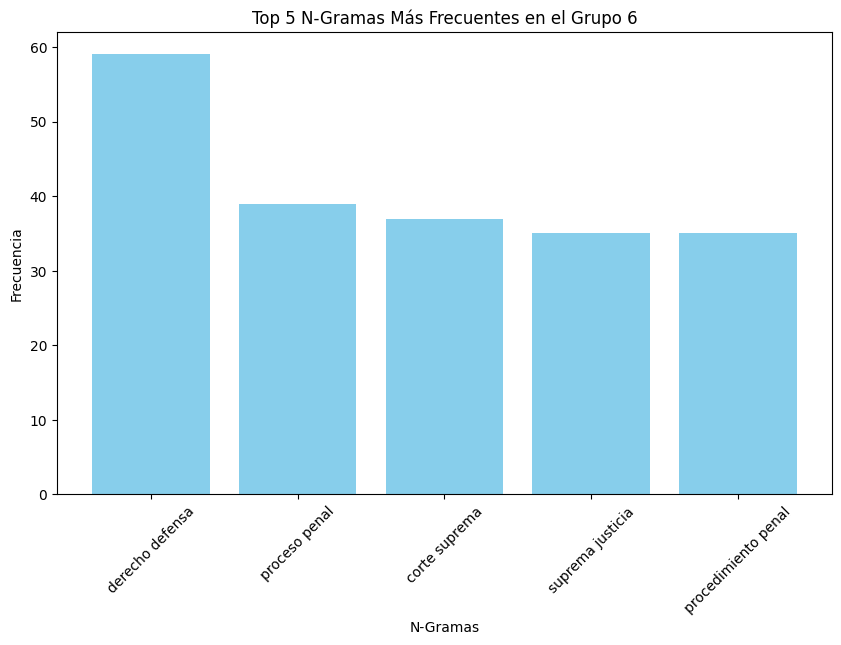 Top 5 N-Gramas Más Frecuentes en el Grupo 6
Frecuencia
60
50
40
30
20
10
0
derecho defensa
proceso penal
corte suprema
suprema justicia
procedimiento penal
N-Gramas